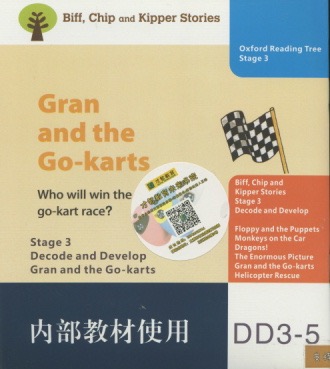 Biff, Chip and Kipper Stories
Oxford Reading Tree
Stage 3
Gran
and the
Go-karts
Who will win the
go-kart race?
Biff, Chip and
Kipper Stories
Stage 3
Decode and Develop
Floppy and the Puppets
Monkeys on the Car
Dragons!
The Enormous Picture
Gran and the Go-karts
Helicopter Rescue
Stage 3
Decode and Develop
Gran and the Go-karts
内部教材使用
DD3-5